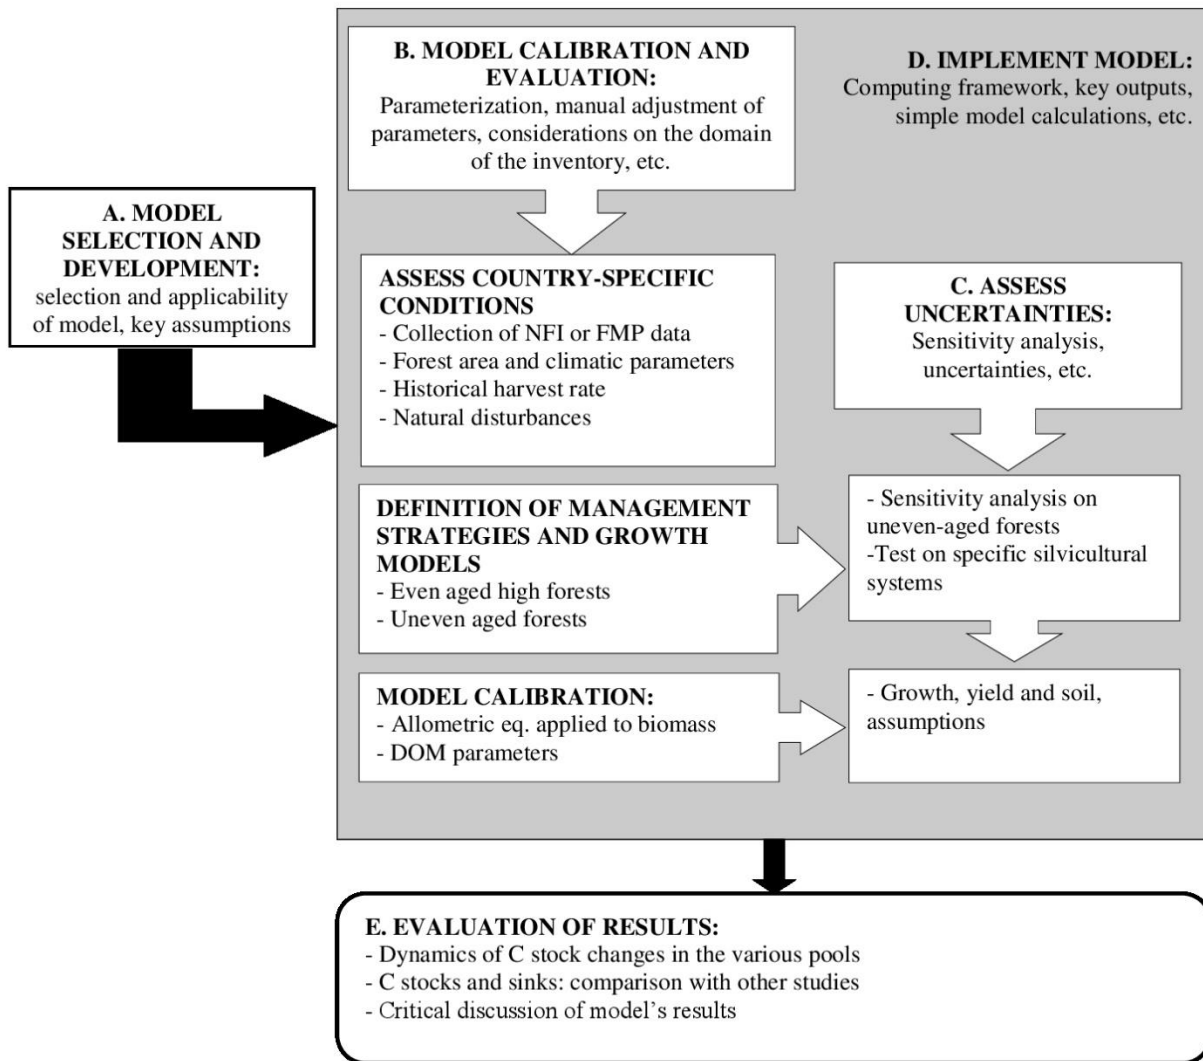 A. MODEL
SELECTION AND
DEVELOPMENT:
selection and applicability
of model, key assumptions
B. MODEL CALIBRATION AND
EVALUATION:
Parameterization, manual adjustment of
parameters, considerations on the domain
of the inventory, etc.
D. IMPLEMENT MODEL:
Computing framework, key outputs,
simple model calculations, etc.
ASSESS COUNTRY-SPECIFIC
CONDITIONS
- Collection of NFI or FMP data
- Forest area and climatic parameters
- Historical harvest rate
- Natural disturbances
C. ASSESS
UNCERTAINTIES:
Sensitivity analysis,
uncertainties, etc.
DEFINITION OF MANAGEMENT
STRATEGIES AND GROWTH
MODELS
- Even aged high forests
- Uneven aged forests
- Sensitivity analysis on
uneven-aged forests
-Test on specific silvicultural
systems
MODEL CALIBRATION:
- Allometric eq. applied to biomass
- DOM parameters
- Growth, yield and soil,
assumptions
E. EVALUATION OF RESULTS:
- Dynamics of C stock changes in the various pools
- C stocks and sinks: comparison with other studies
- Critical discussion of model's results